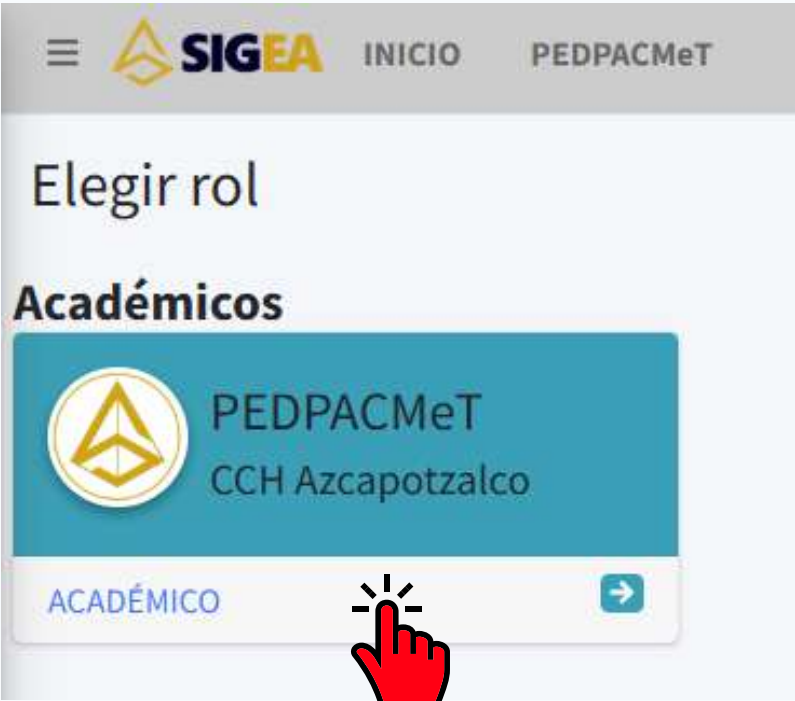 SIGEA INICIO PEDPACMeT
Elegir rol
Académicos
PEDPACMeT
CCH Azcapotzalco
ACADÉMICO